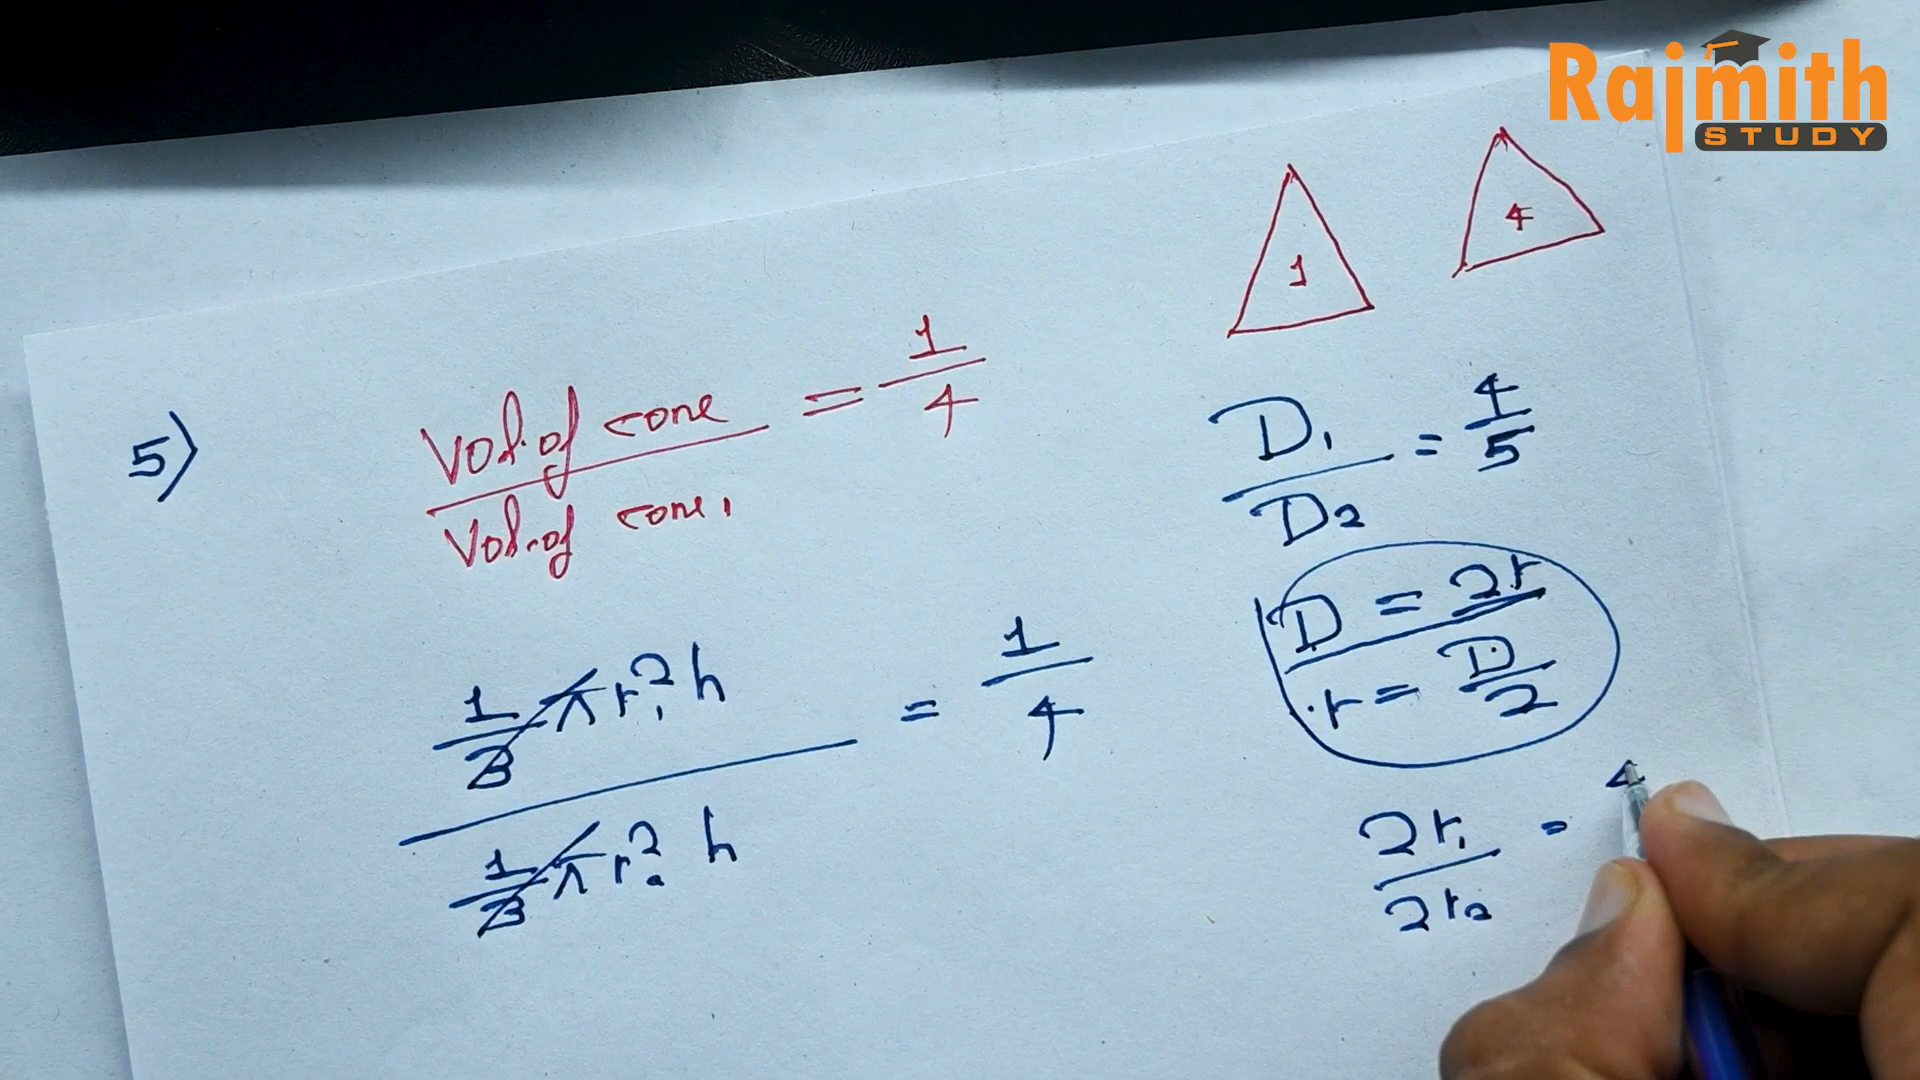 Rajmith
STUDY
1
4
5)
Vol. of cone / Vol. of cone, = 1/4
D₁/D₂ = 4/5
D = 2r
r = D/2
1/3 π r₁² h / 1/3 π r₂² h = 1/4
2r₁/2r₂ = 4